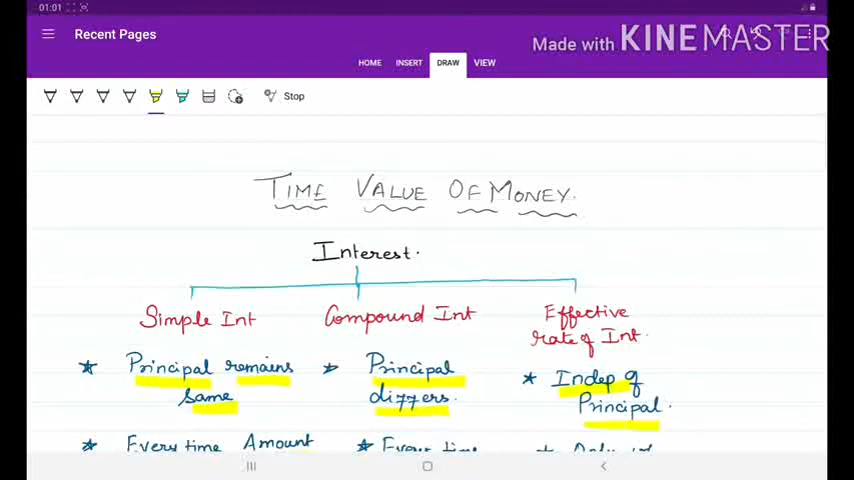 01:01
Recent Pages
Made with KINEMASTER
HOME INSERT DRAW VIEW
Stop
TIME VALUE OF MONEY.
Interest.
Simple Int Compound Int Effective
rate of Int.
★ Principal remains ➢ Principal ★ Indep of
same differs. Principal.
★ Every time Amount ★ Every time ★ Only if